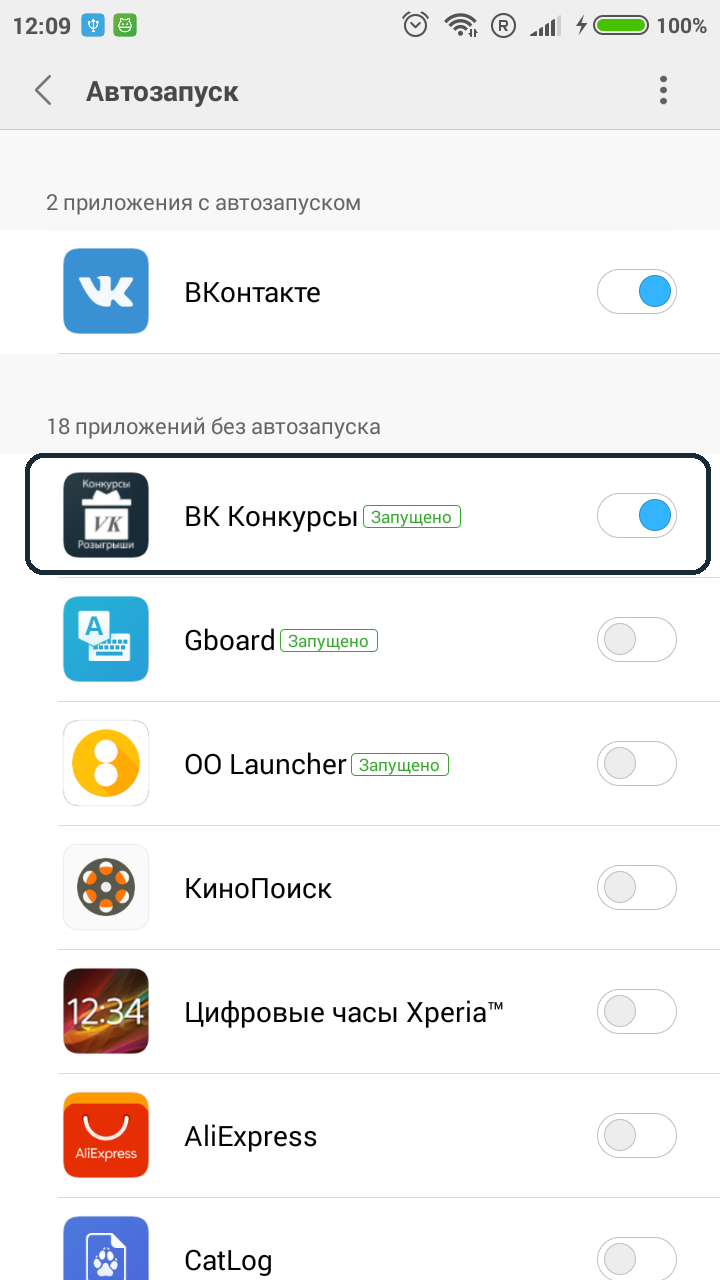 12:09
R
100%
Автозапуск
2 приложения с автозапуском
ВКонтакте
18 приложений без автозапуска
Конкурсы
VK
Розыгрыши
ВК Конкурсы Запущено
A
Gboard Запущено
OO Launcher Запущено
КиноПоиск
12:34
Цифровые часы Xperia™
AliExpress
AliExpress
CatLog